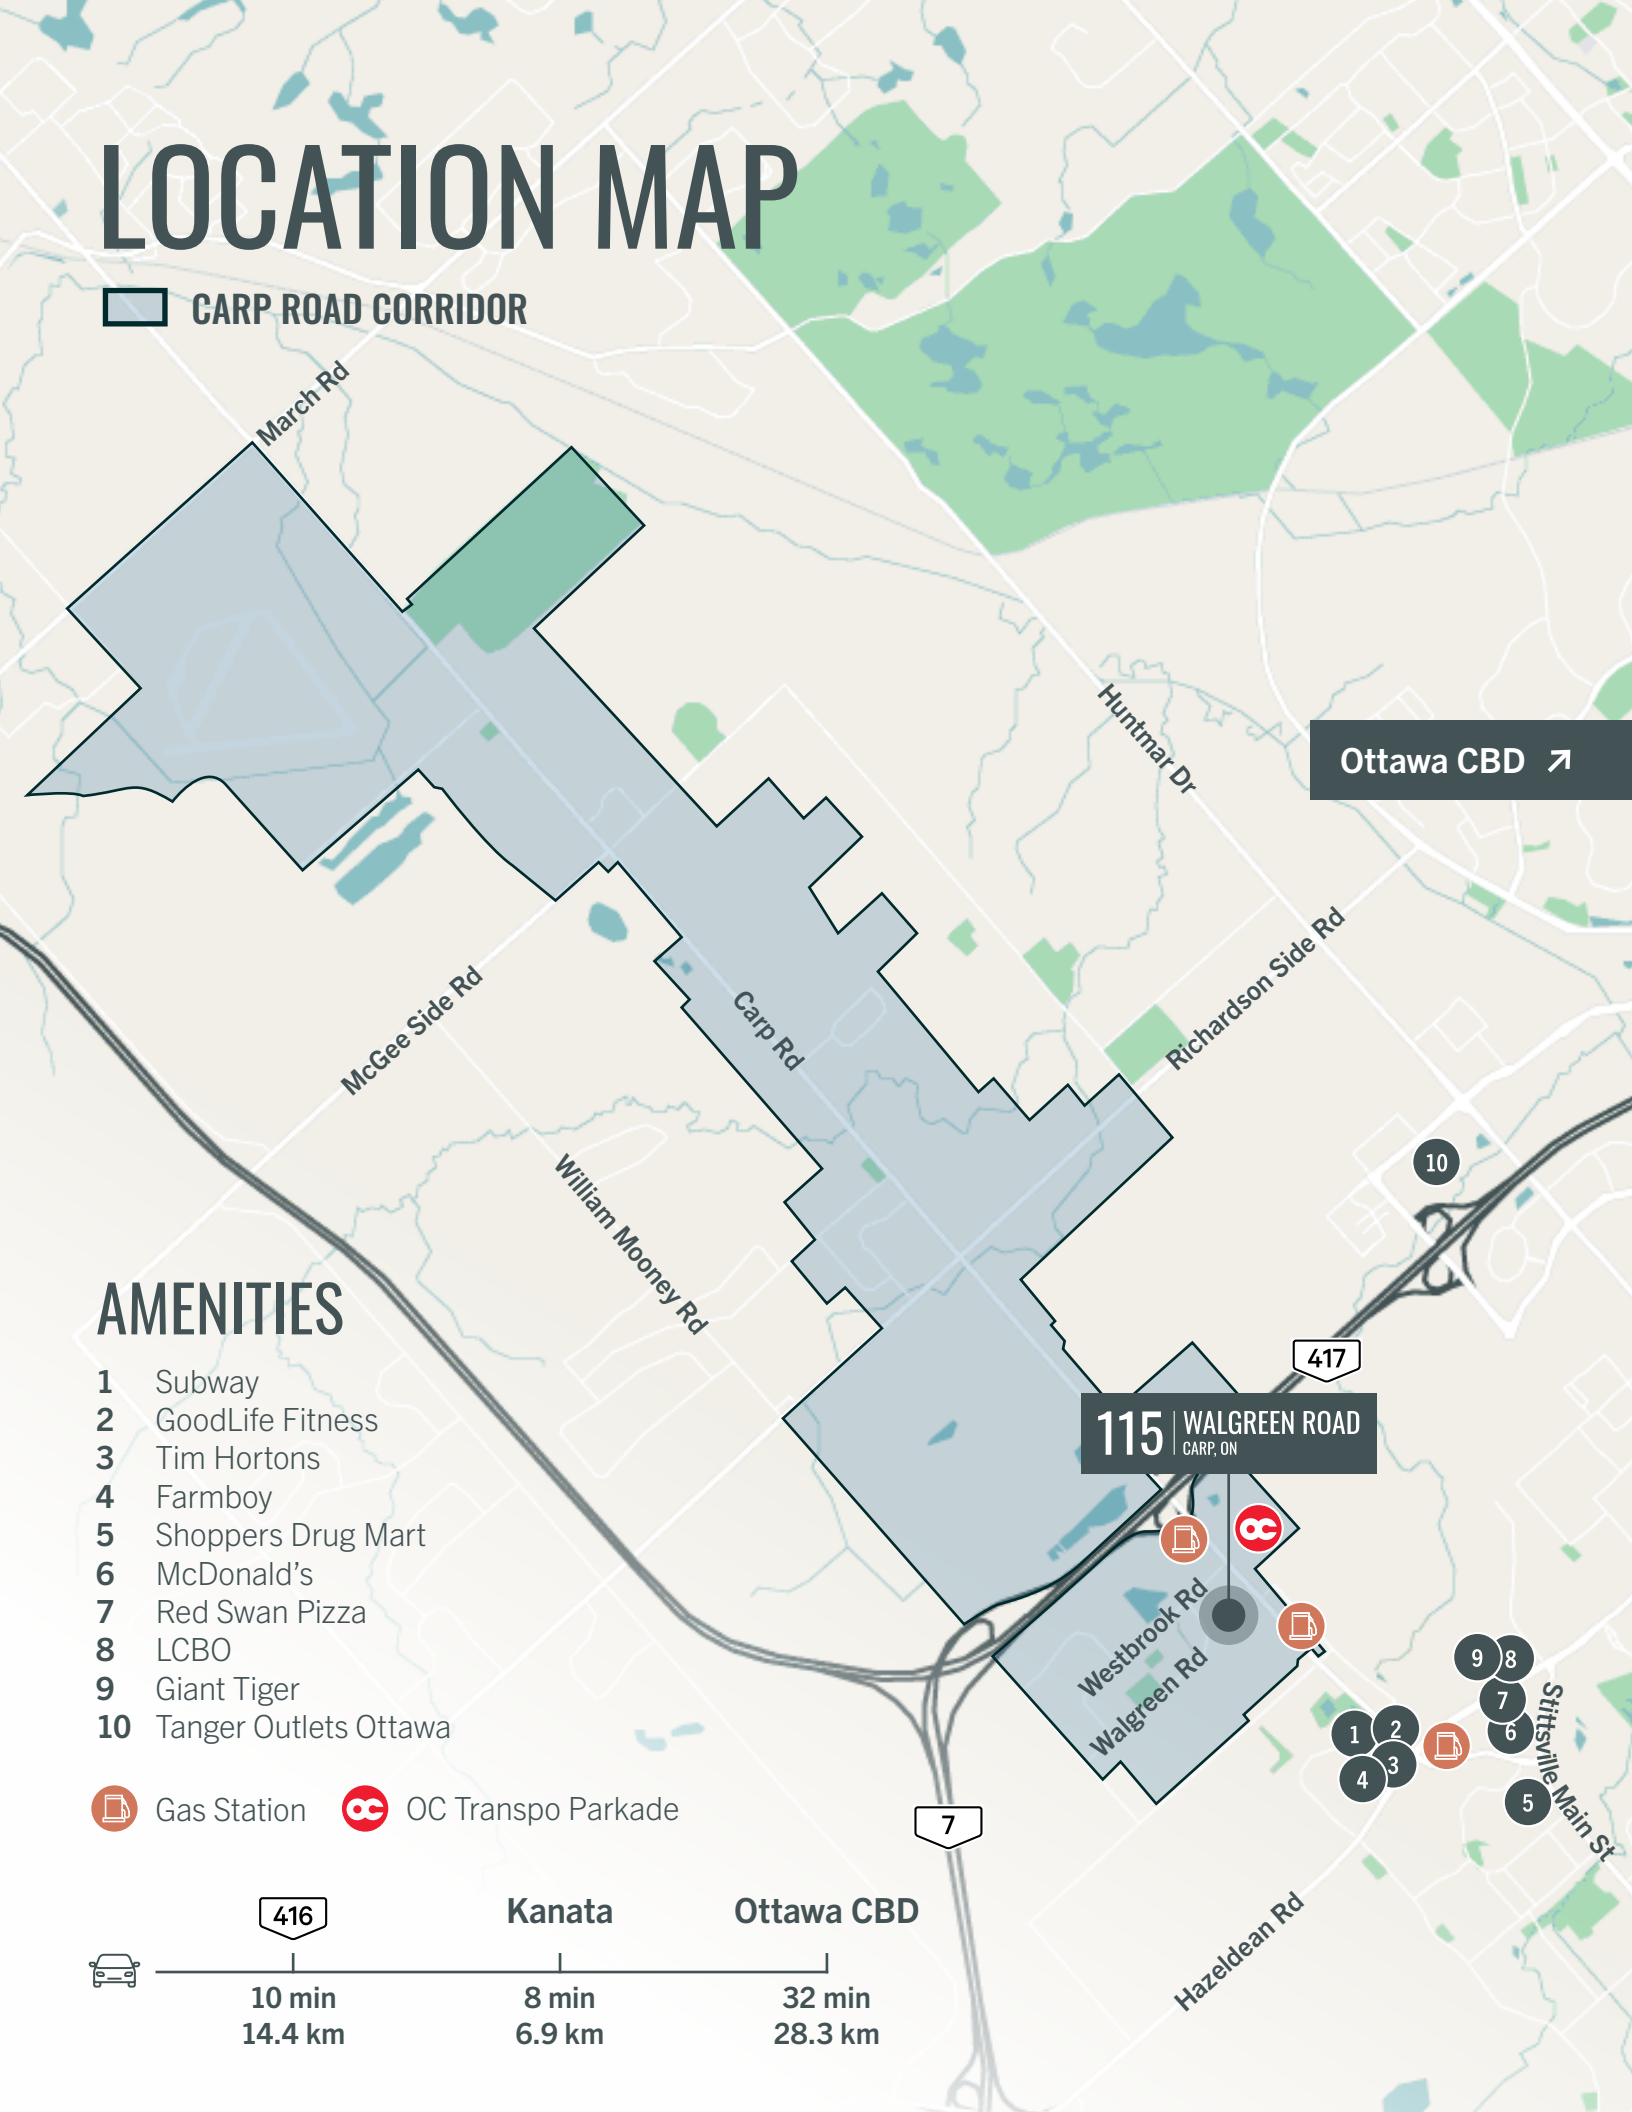 LOCATION MAP
CARP ROAD CORRIDOR
March Rd
Huntmar Dr
Ottawa CBD
Richardson Side Rd
McGee Side Rd
Carp Rd
William Mooney Rd
10
417
115 WALGREEN ROAD
CARP, ON
oc
Westbrook Rd
Walgreen Rd
9 8
7
6
1 2
3
4
5
Stittsville Main St
Hazeldean Rd
7
AMENITIES
1 Subway
2 GoodLife Fitness
3 Tim Hortons
4 Farmboy
5 Shoppers Drug Mart
6 McDonald's
7 Red Swan Pizza
8 LCBO
9 Giant Tiger
10 Tanger Outlets Ottawa
Gas Station
oc OC Transpo Parkade
416 Kanata Ottawa CBD
10 min 8 min 32 min
14.4 km 6.9 km 28.3 km